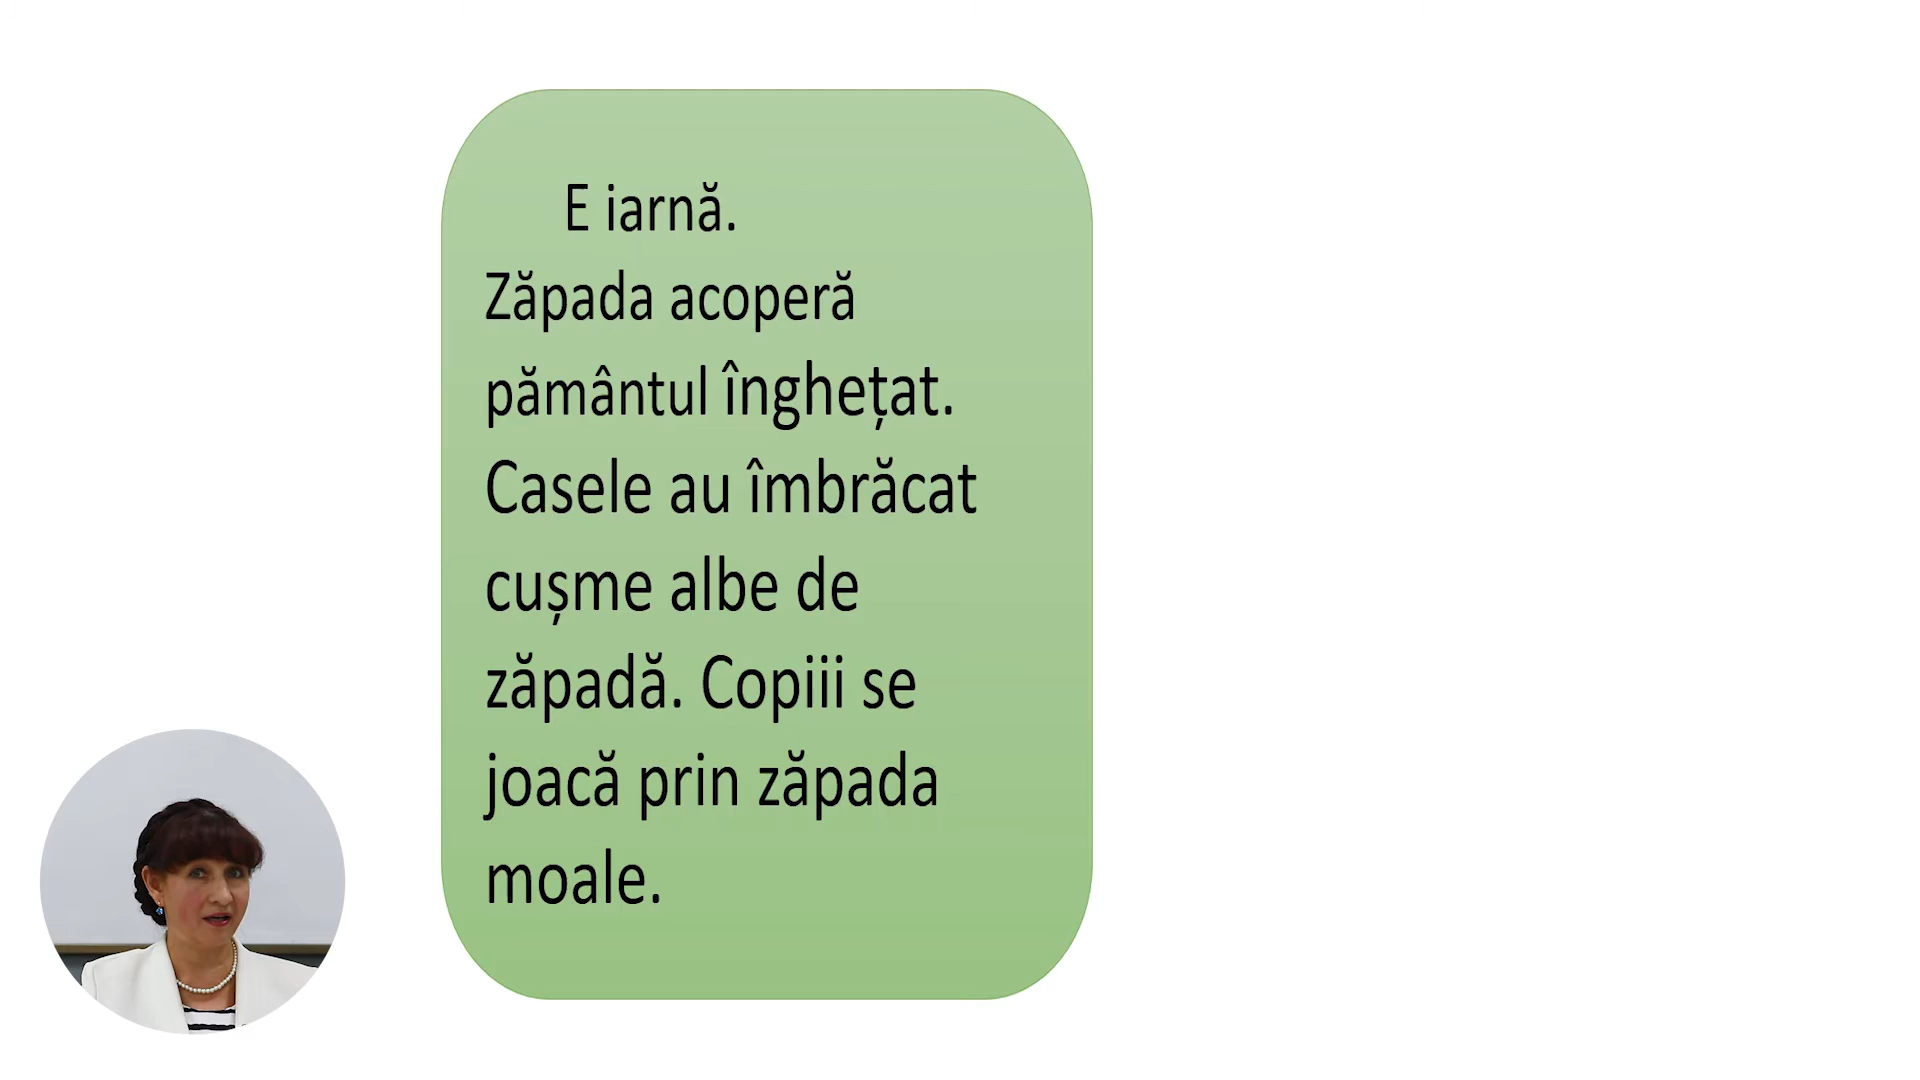 E iarnă.
Zăpada acoperă
pământul înghețat.
Casele au îmbrăcat
cușme albe de
zăpadă. Copiii se
joacă prin zăpada
moale.